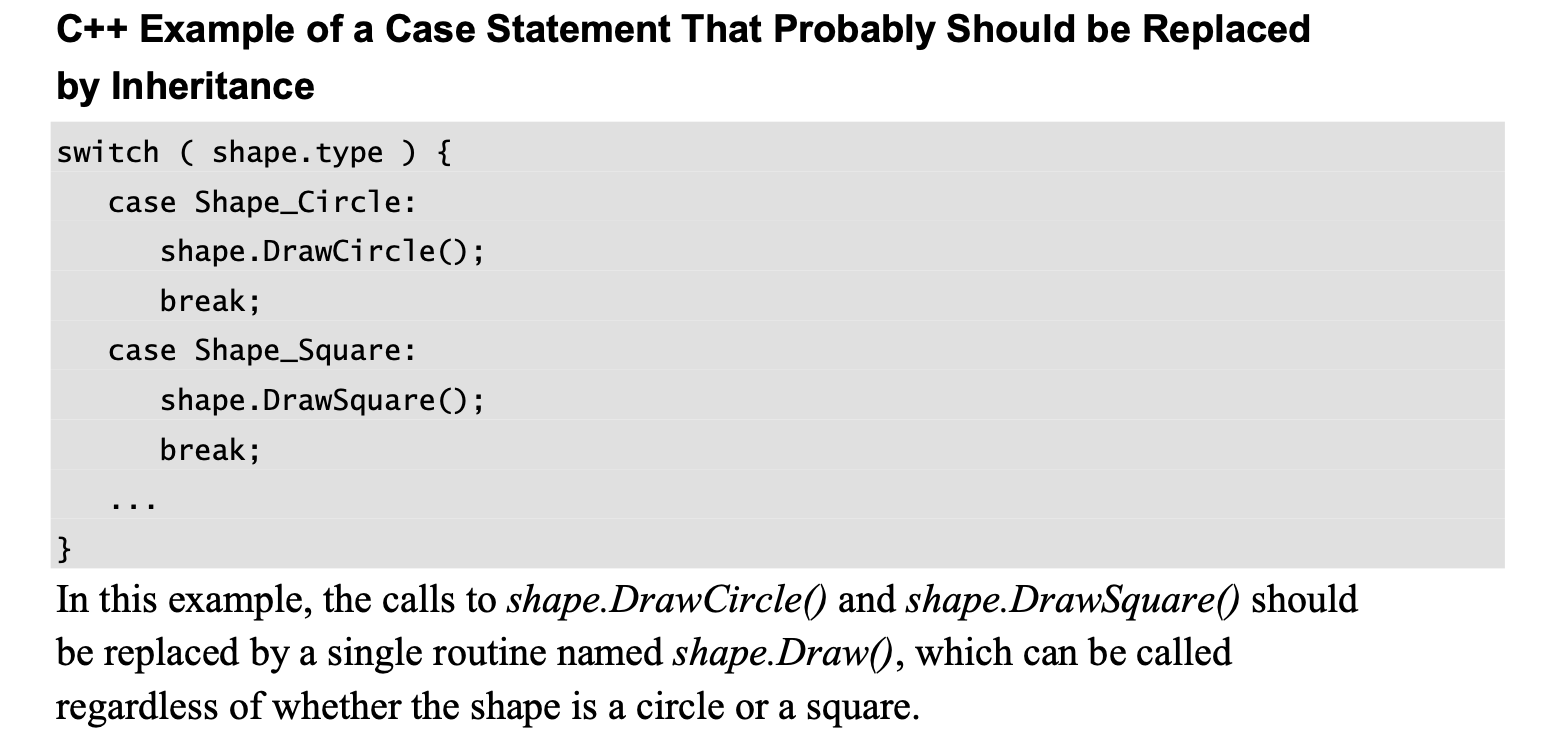 C++ Example of a Case Statement That Probably Should be Replaced
by Inheritance
switch ( shape.type ) {
   case Shape_Circle:
      shape.DrawCircle();
      break;
   case Shape_Square:
      shape.DrawSquare();
      break;
   ...
}
In this example, the calls to shape.DrawCircle() and shape.DrawSquare() should
be replaced by a single routine named shape.Draw(), which can be called
regardless of whether the shape is a circle or a square.